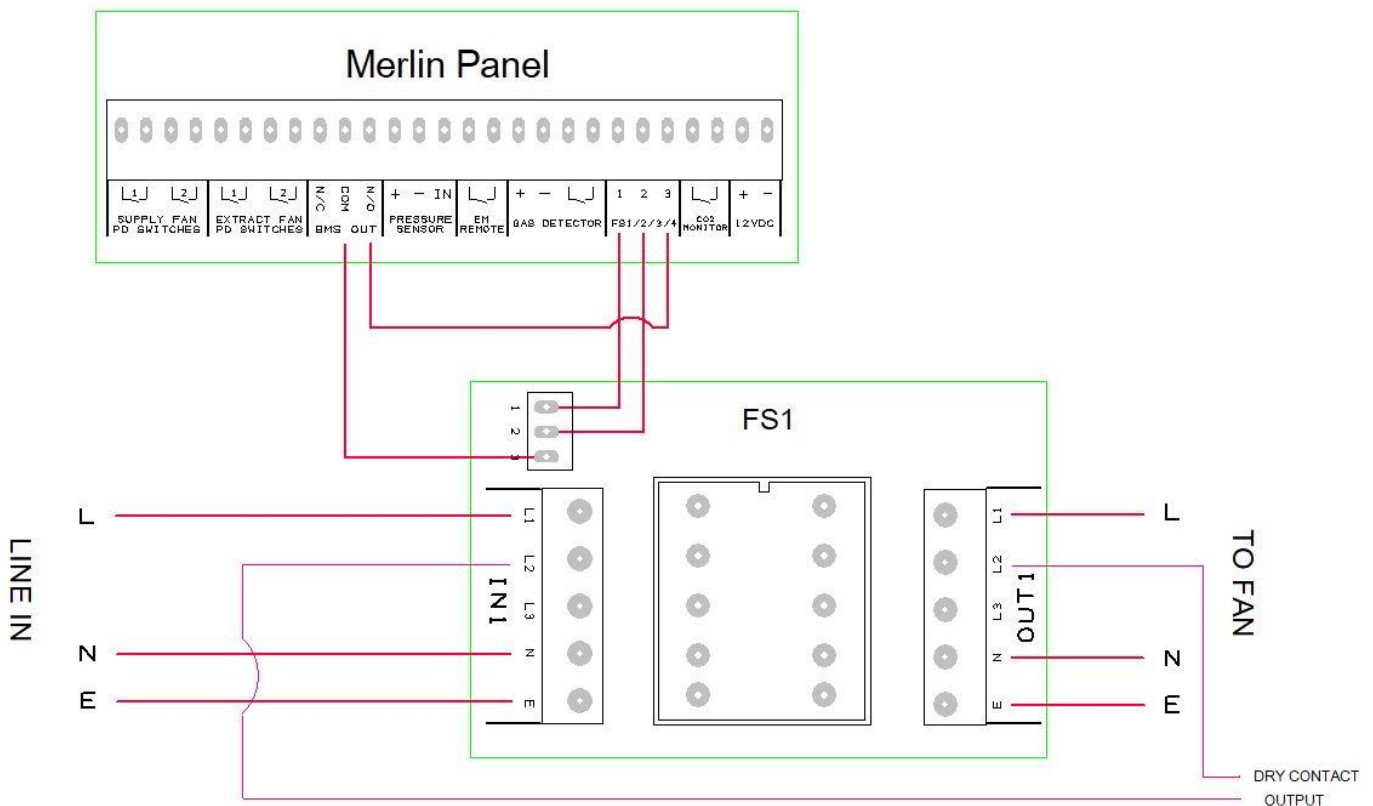 Merlin Panel
1 2 1 2 N/C COM N/O + - IN + - 1 2 3 + -
SUPPLY FAN PD SWITCHES
EXTRACT FAN PD SWITCHES
BMS OUT
PRESSURE SENSOR
EM REMOTE
GAS DETECTOR
FS1/2/3/4
CO2 MONITOR
12VDC
FS1
1
2
3
LINE IN
L
N
E
IN1
L1
L2
L3
N
E
OUT1
L1
L2
L3
N
E
L
N
E
TO FAN
DRY CONTACT
OUTPUT